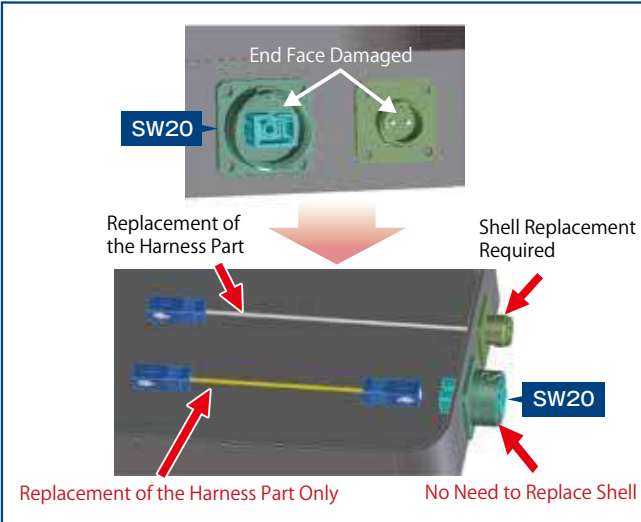 End Face Damaged
SW20
Replacement of
the Harness Part
Shell Replacement
Required
SW20
Replacement of the Harness Part Only
No Need to Replace Shell